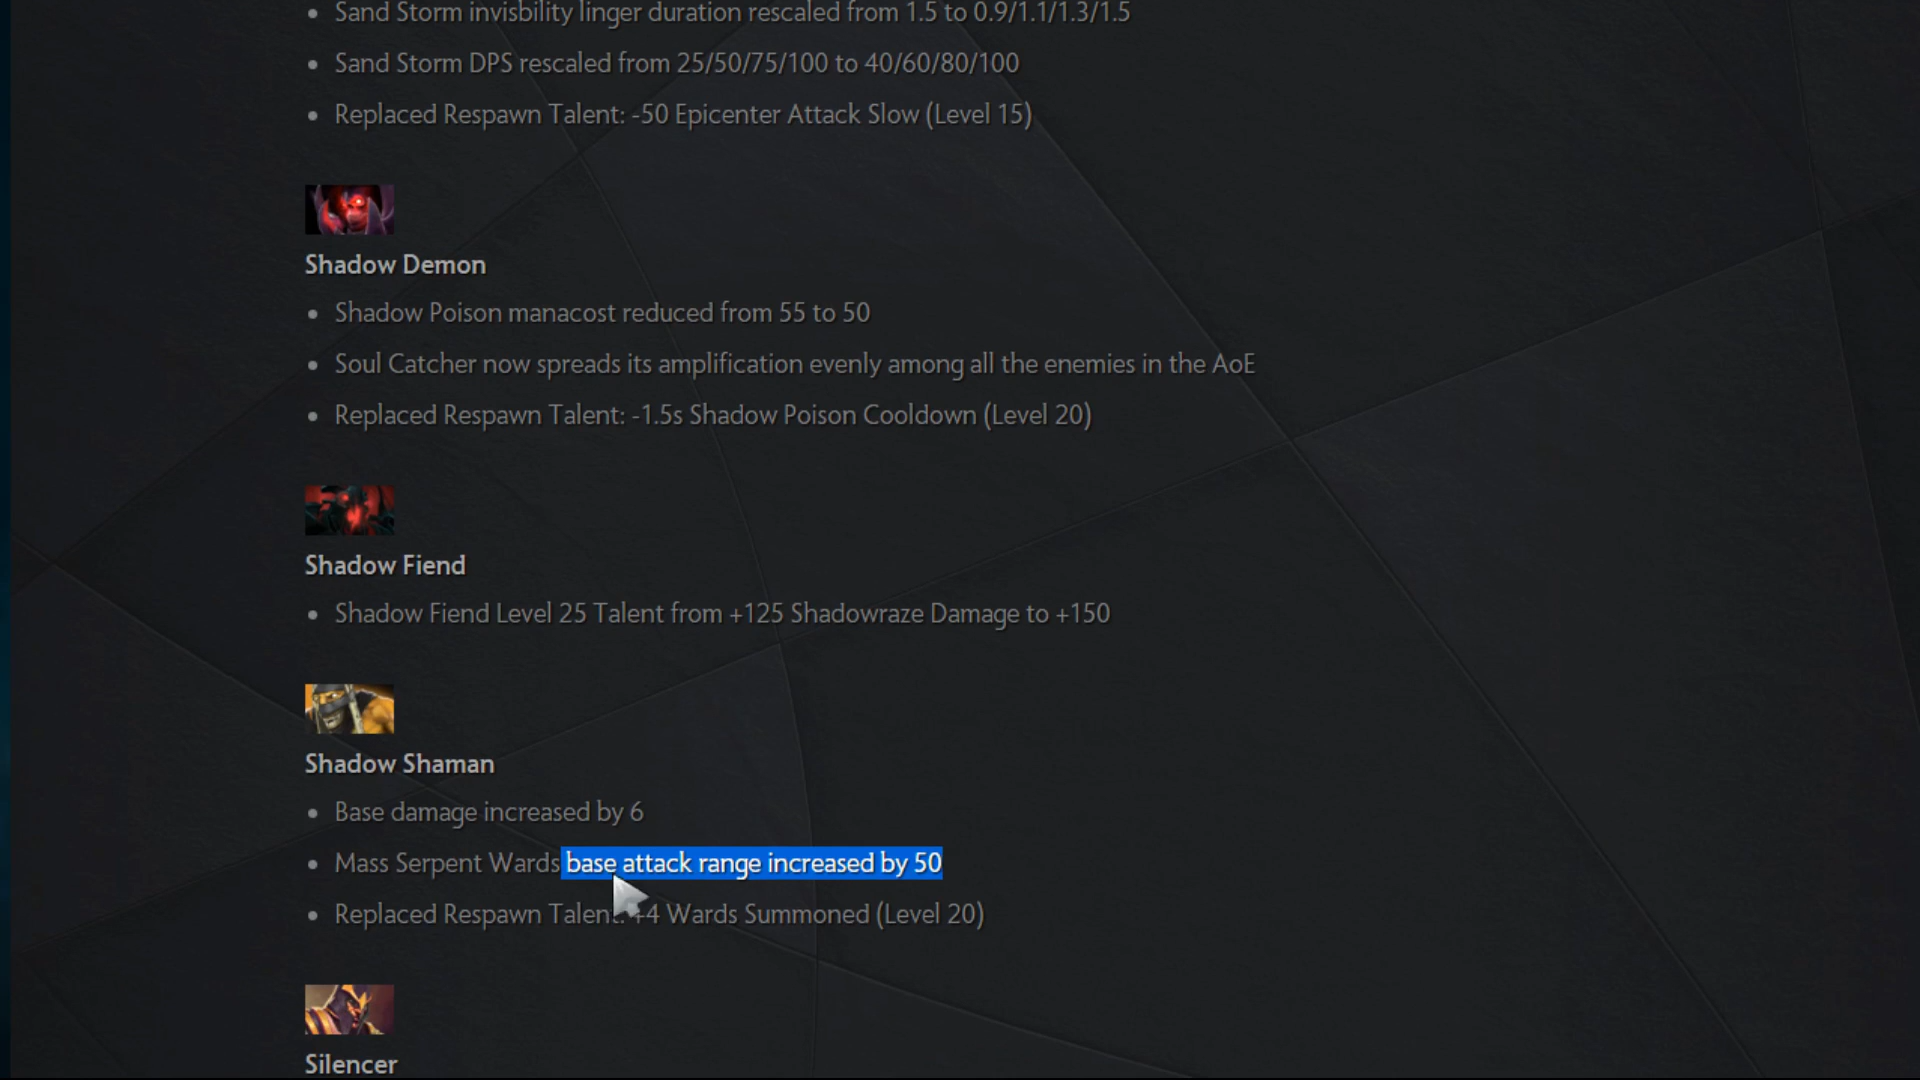 Sand Storm invisbility linger duration rescaled from 1.5 to 0.9/1.1/1.3/1.5
Sand Storm DPS rescaled from 25/50/75/100 to 40/60/80/100
Replaced Respawn Talent: -50 Epicenter Attack Slow (Level 15)
Shadow Demon
Shadow Poison manacost reduced from 55 to 50
Soul Catcher now spreads its amplification evenly among all the enemies in the AoE
Replaced Respawn Talent: -1.5s Shadow Poison Cooldown (Level 20)
Shadow Fiend
Shadow Fiend Level 25 Talent from +125 Shadowraze Damage to +150
Shadow Shaman
Base damage increased by 6
Mass Serpent Wards base attack range increased by 50
Replaced Respawn Talent: +4 Wards Summoned (Level 20)
Silencer